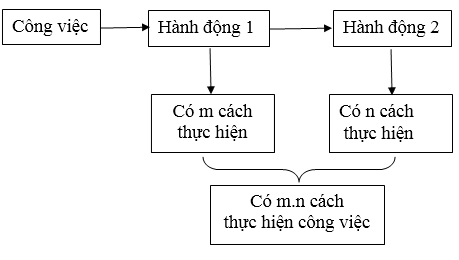 Công việc
Hành động 1
Hành động 2
Có m cách
thực hiện
Có n cách
thực hiện
Có m.n cách
thực hiện công việc